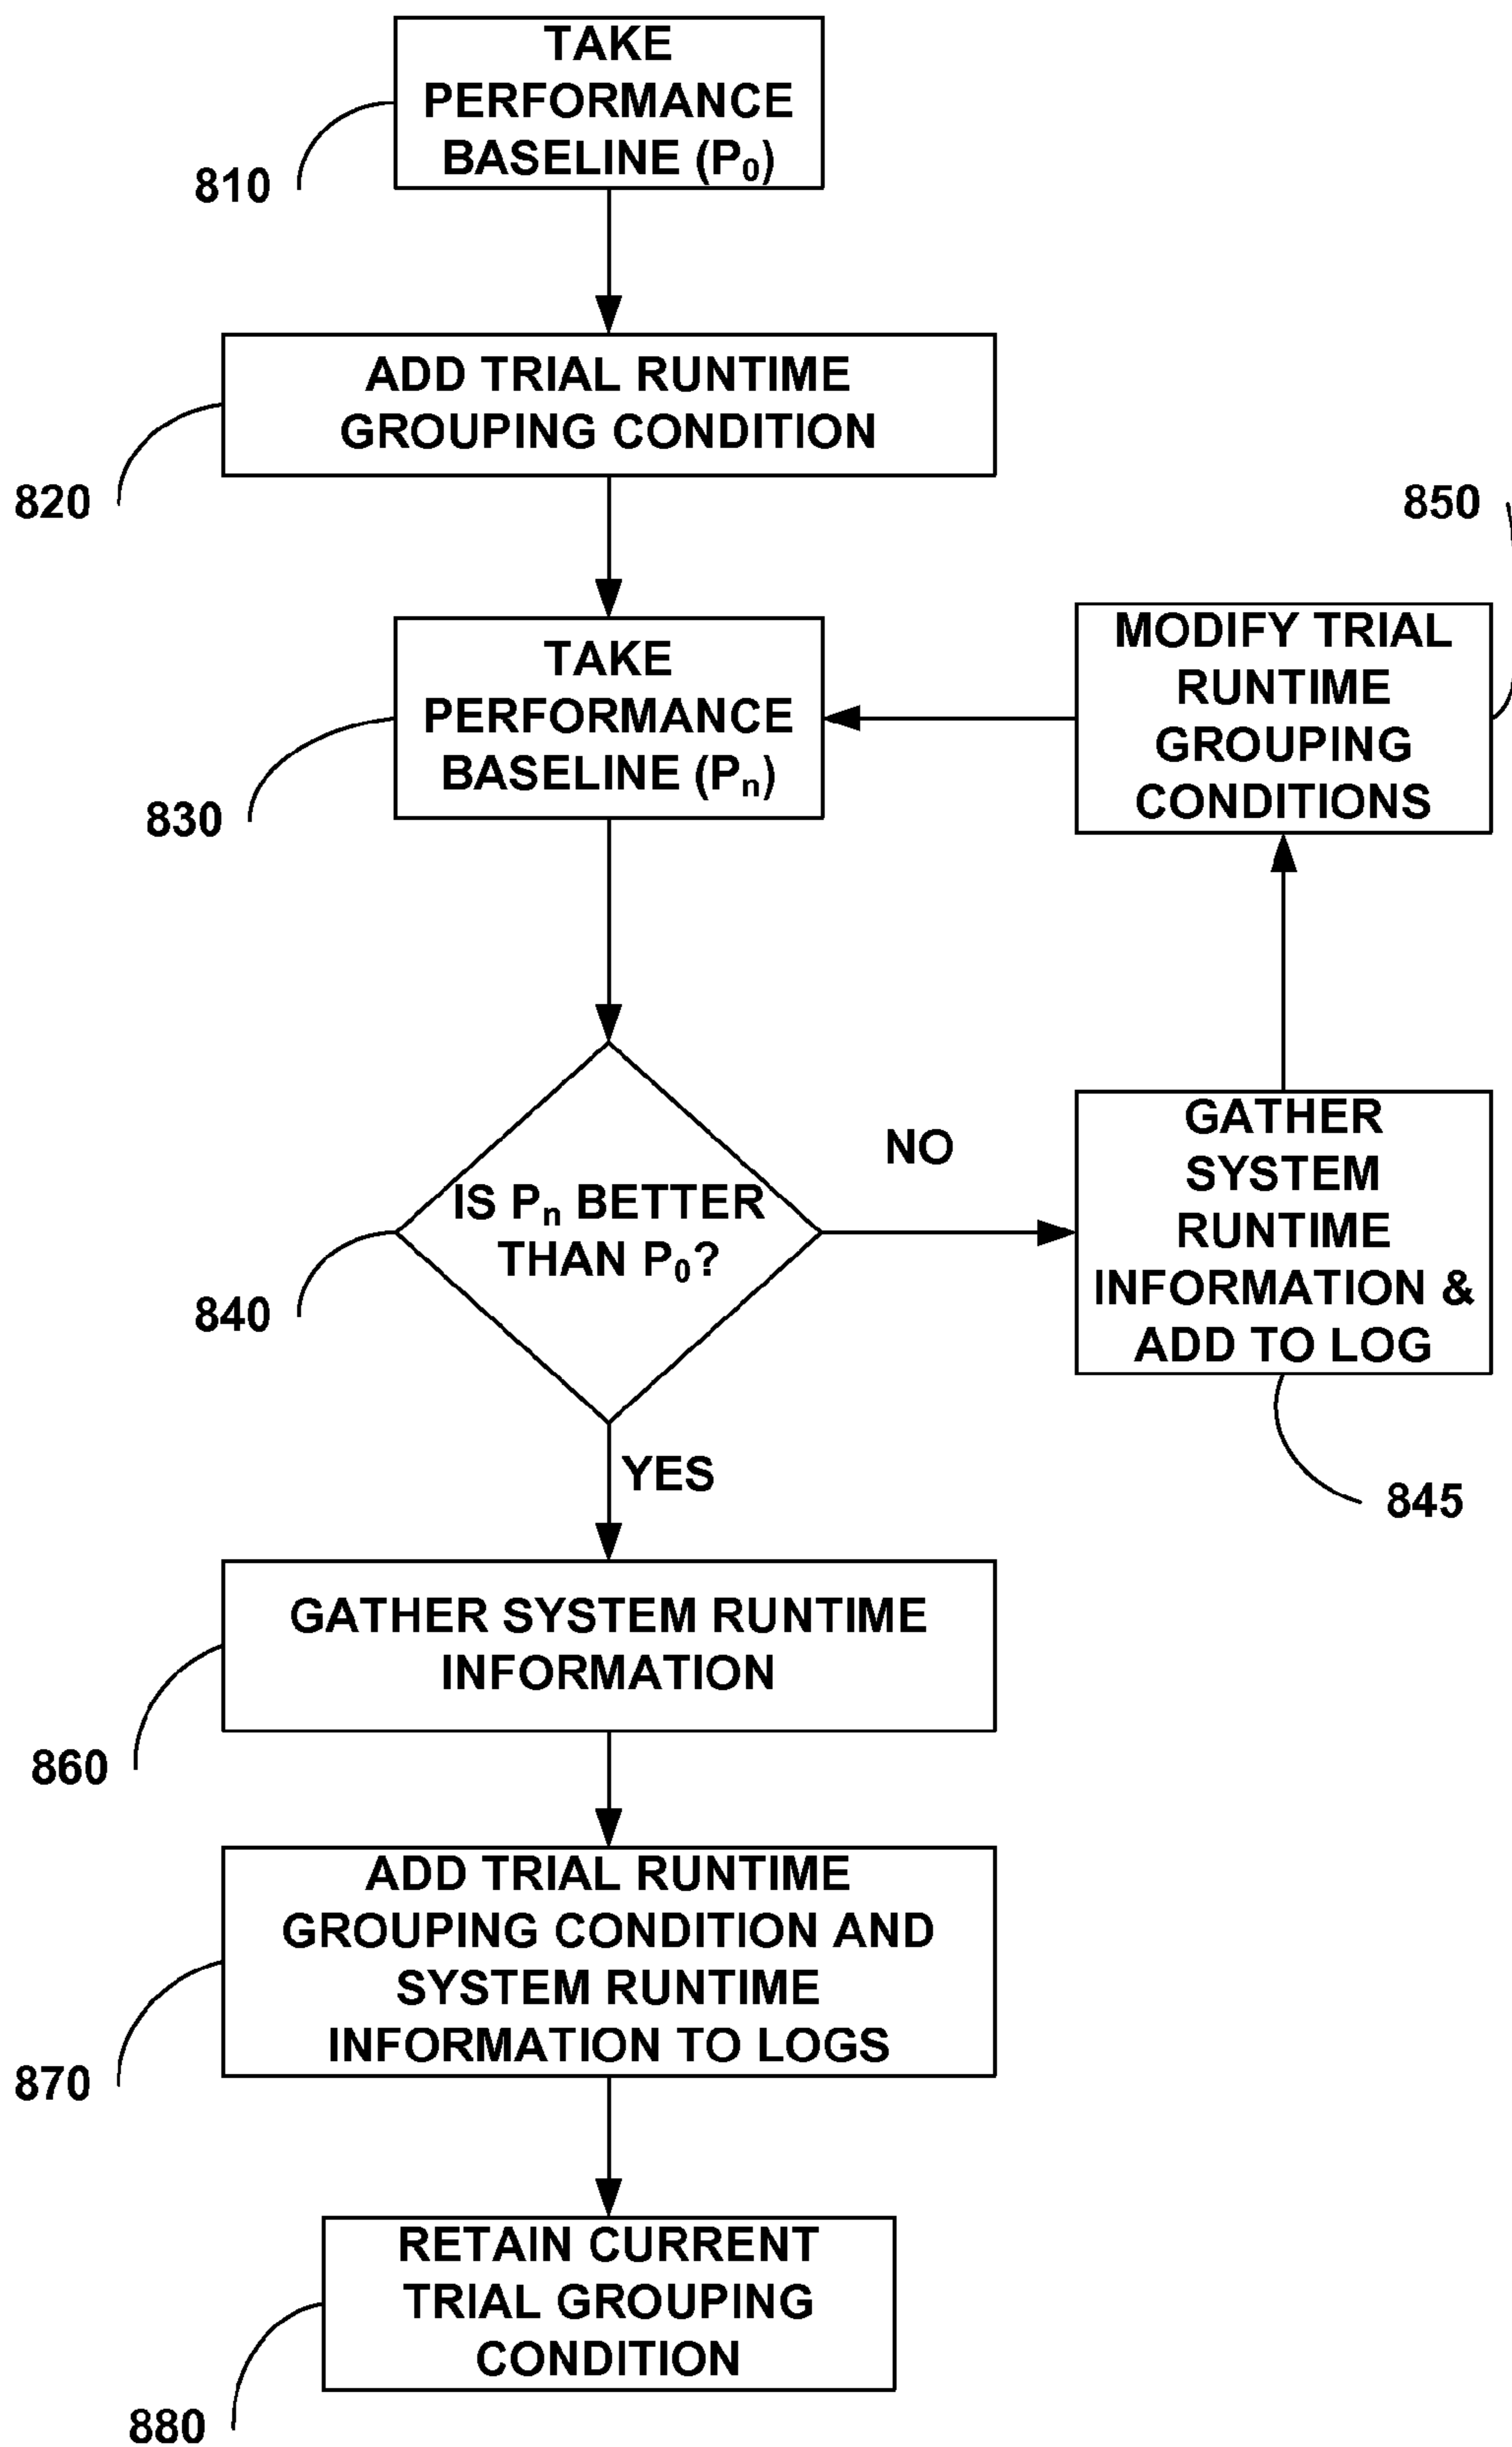 TAKE
PERFORMANCE
BASELINE (P₀)
810
ADD TRIAL RUNTIME
GROUPING CONDITION
820
850
TAKE
PERFORMANCE
BASELINE (Pₙ)
830
MODIFY TRIAL
RUNTIME
GROUPING
CONDITIONS
IS Pₙ BETTER
THAN P₀?
840
NO
GATHER
SYSTEM
RUNTIME
INFORMATION &
ADD TO LOG
845
YES
GATHER SYSTEM RUNTIME
INFORMATION
860
ADD TRIAL RUNTIME
GROUPING CONDITION AND
SYSTEM RUNTIME
INFORMATION TO LOGS
870
RETAIN CURRENT
TRIAL GROUPING
CONDITION
880